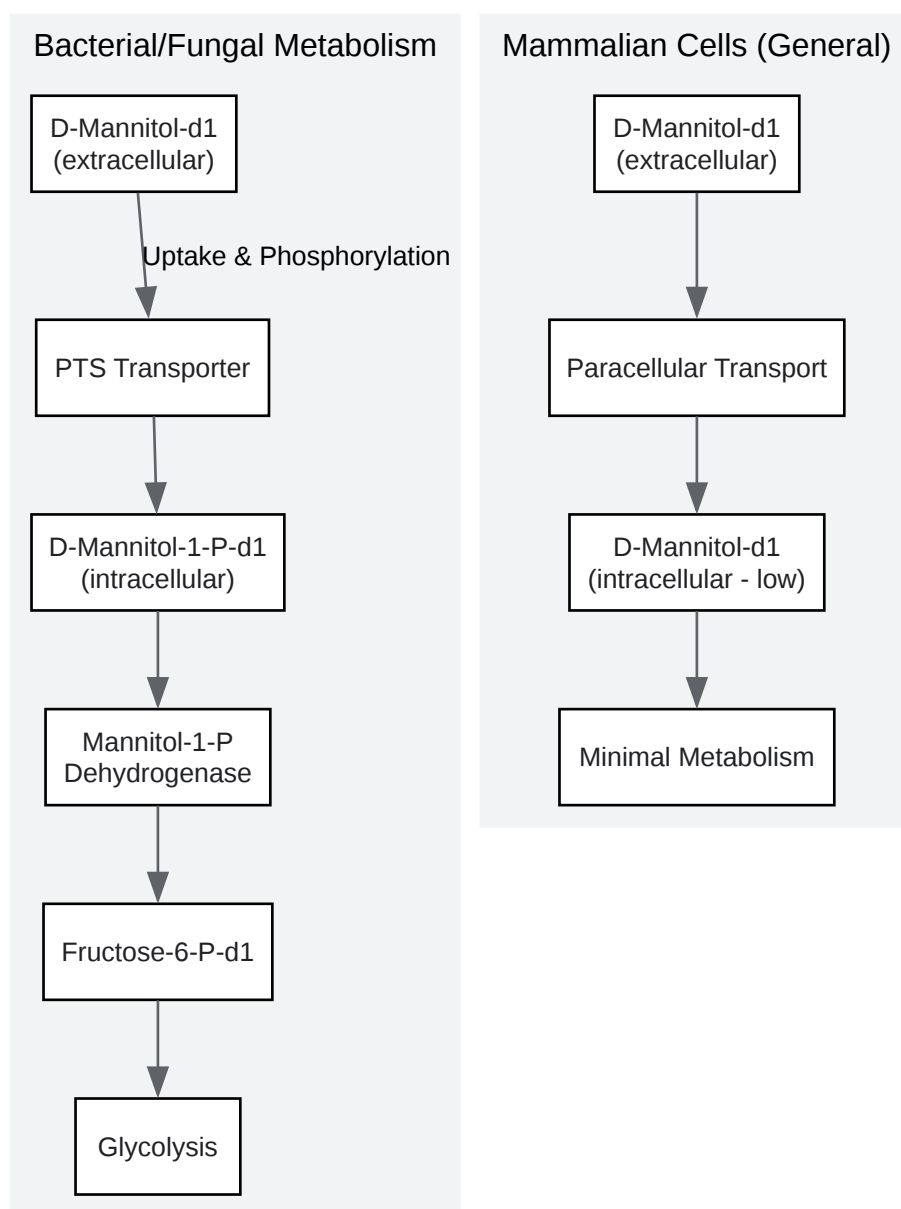 Bacterial/Fungal Metabolism
D-Mannitol-d1
(extracellular)
Uptake & Phosphorylation
PTS Transporter
D-Mannitol-1-P-d1
(intracellular)
Mannitol-1-P
Dehydrogenase
Fructose-6-P-d1
Glycolysis
Mammalian Cells (General)
D-Mannitol-d1
(extracellular)
Paracellular Transport
D-Mannitol-d1
(intracellular - low)
Minimal Metabolism